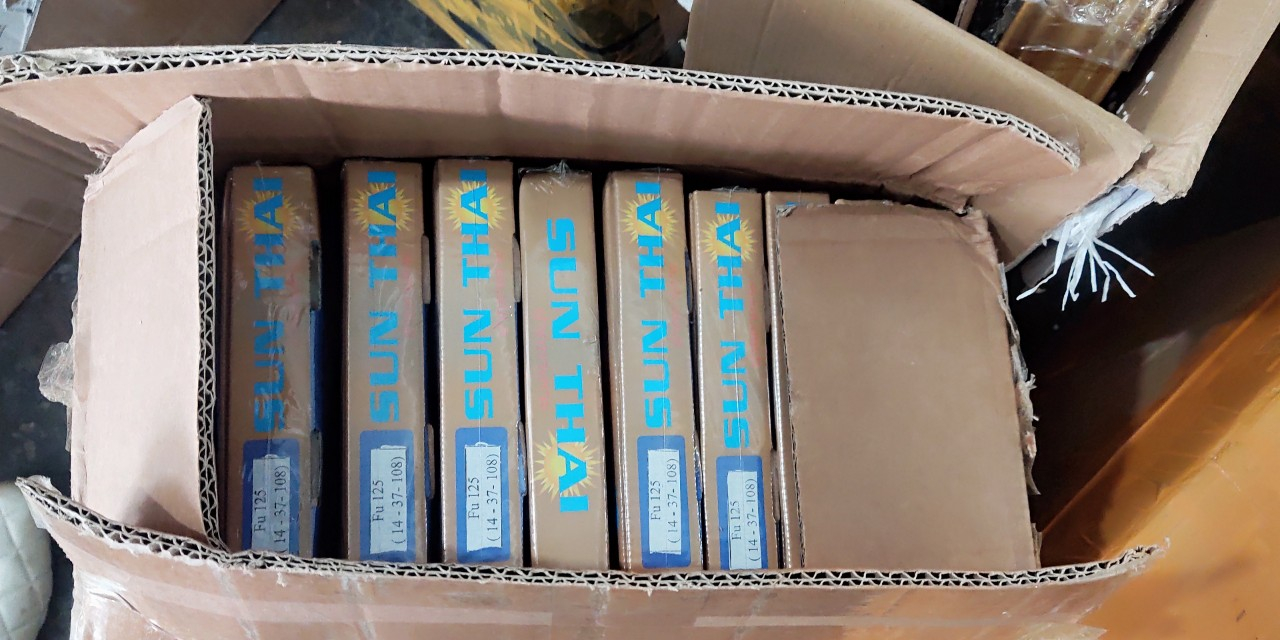 SUN THAI
Fu 125
14 - 37- 108)
SUN THAI
Fu 125
( 14 - 37- 108)
SUN THAI
Fu 125
( 14 - 37- 108)
SUN THAI
SUN THAI
Fu 125
( 14 - 37- 108)
SUN THAI
Fu 125
( 14 - 37- 108)